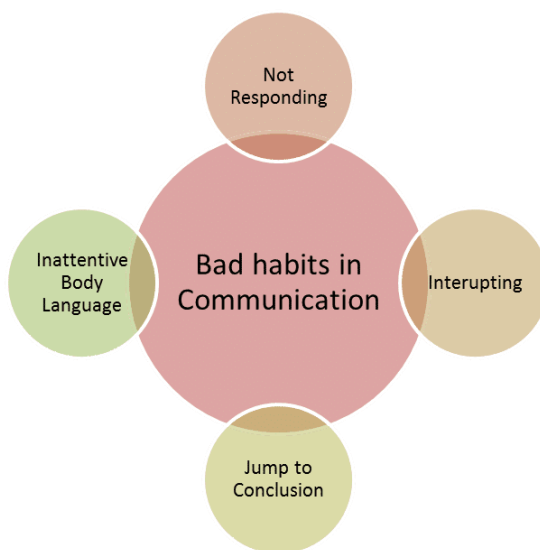 Not
Responding
Inattentive
Body
Language
Bad habits in
Communication
Interupting
Jump to
Conclusion